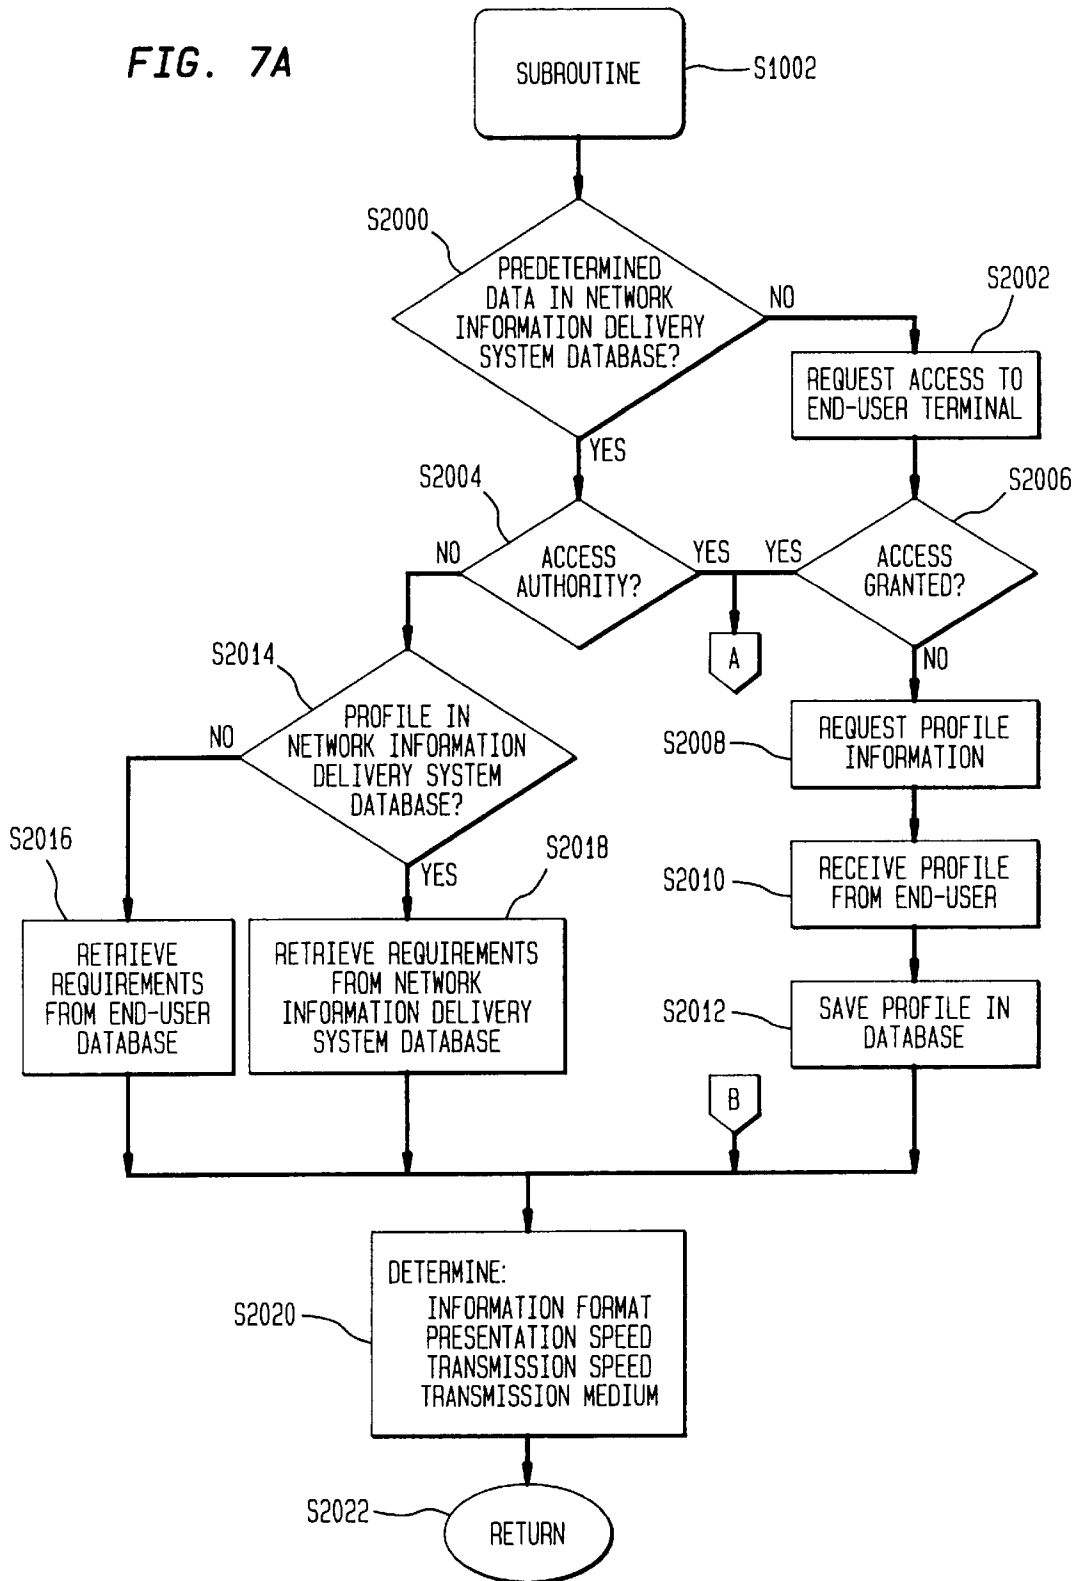 FIG. 7A
SUBROUTINE
S1002
S2000
PREDETERMINED
DATA IN NETWORK
INFORMATION DELIVERY
SYSTEM DATABASE?
NO
YES
S2002
REQUEST ACCESS TO
END-USER TERMINAL
S2004
NO
ACCESS
AUTHORITY?
YES
YES
S2006
ACCESS
GRANTED?
NO
A
S2014
NO
PROFILE IN
NETWORK INFORMATION
DELIVERY SYSTEM
DATABASE?
YES
S2008
REQUEST PROFILE
INFORMATION
S2010
RECEIVE PROFILE
FROM END-USER
S2016
RETRIEVE
REQUIREMENTS
FROM END-USER
DATABASE
S2018
RETRIEVE REQUIREMENTS
FROM NETWORK
INFORMATION DELIVERY
SYSTEM DATABASE
S2012
SAVE PROFILE IN
DATABASE
B
S2020
DETERMINE:
INFORMATION FORMAT
PRESENTATION SPEED
TRANSMISSION SPEED
TRANSMISSION MEDIUM
S2022
RETURN